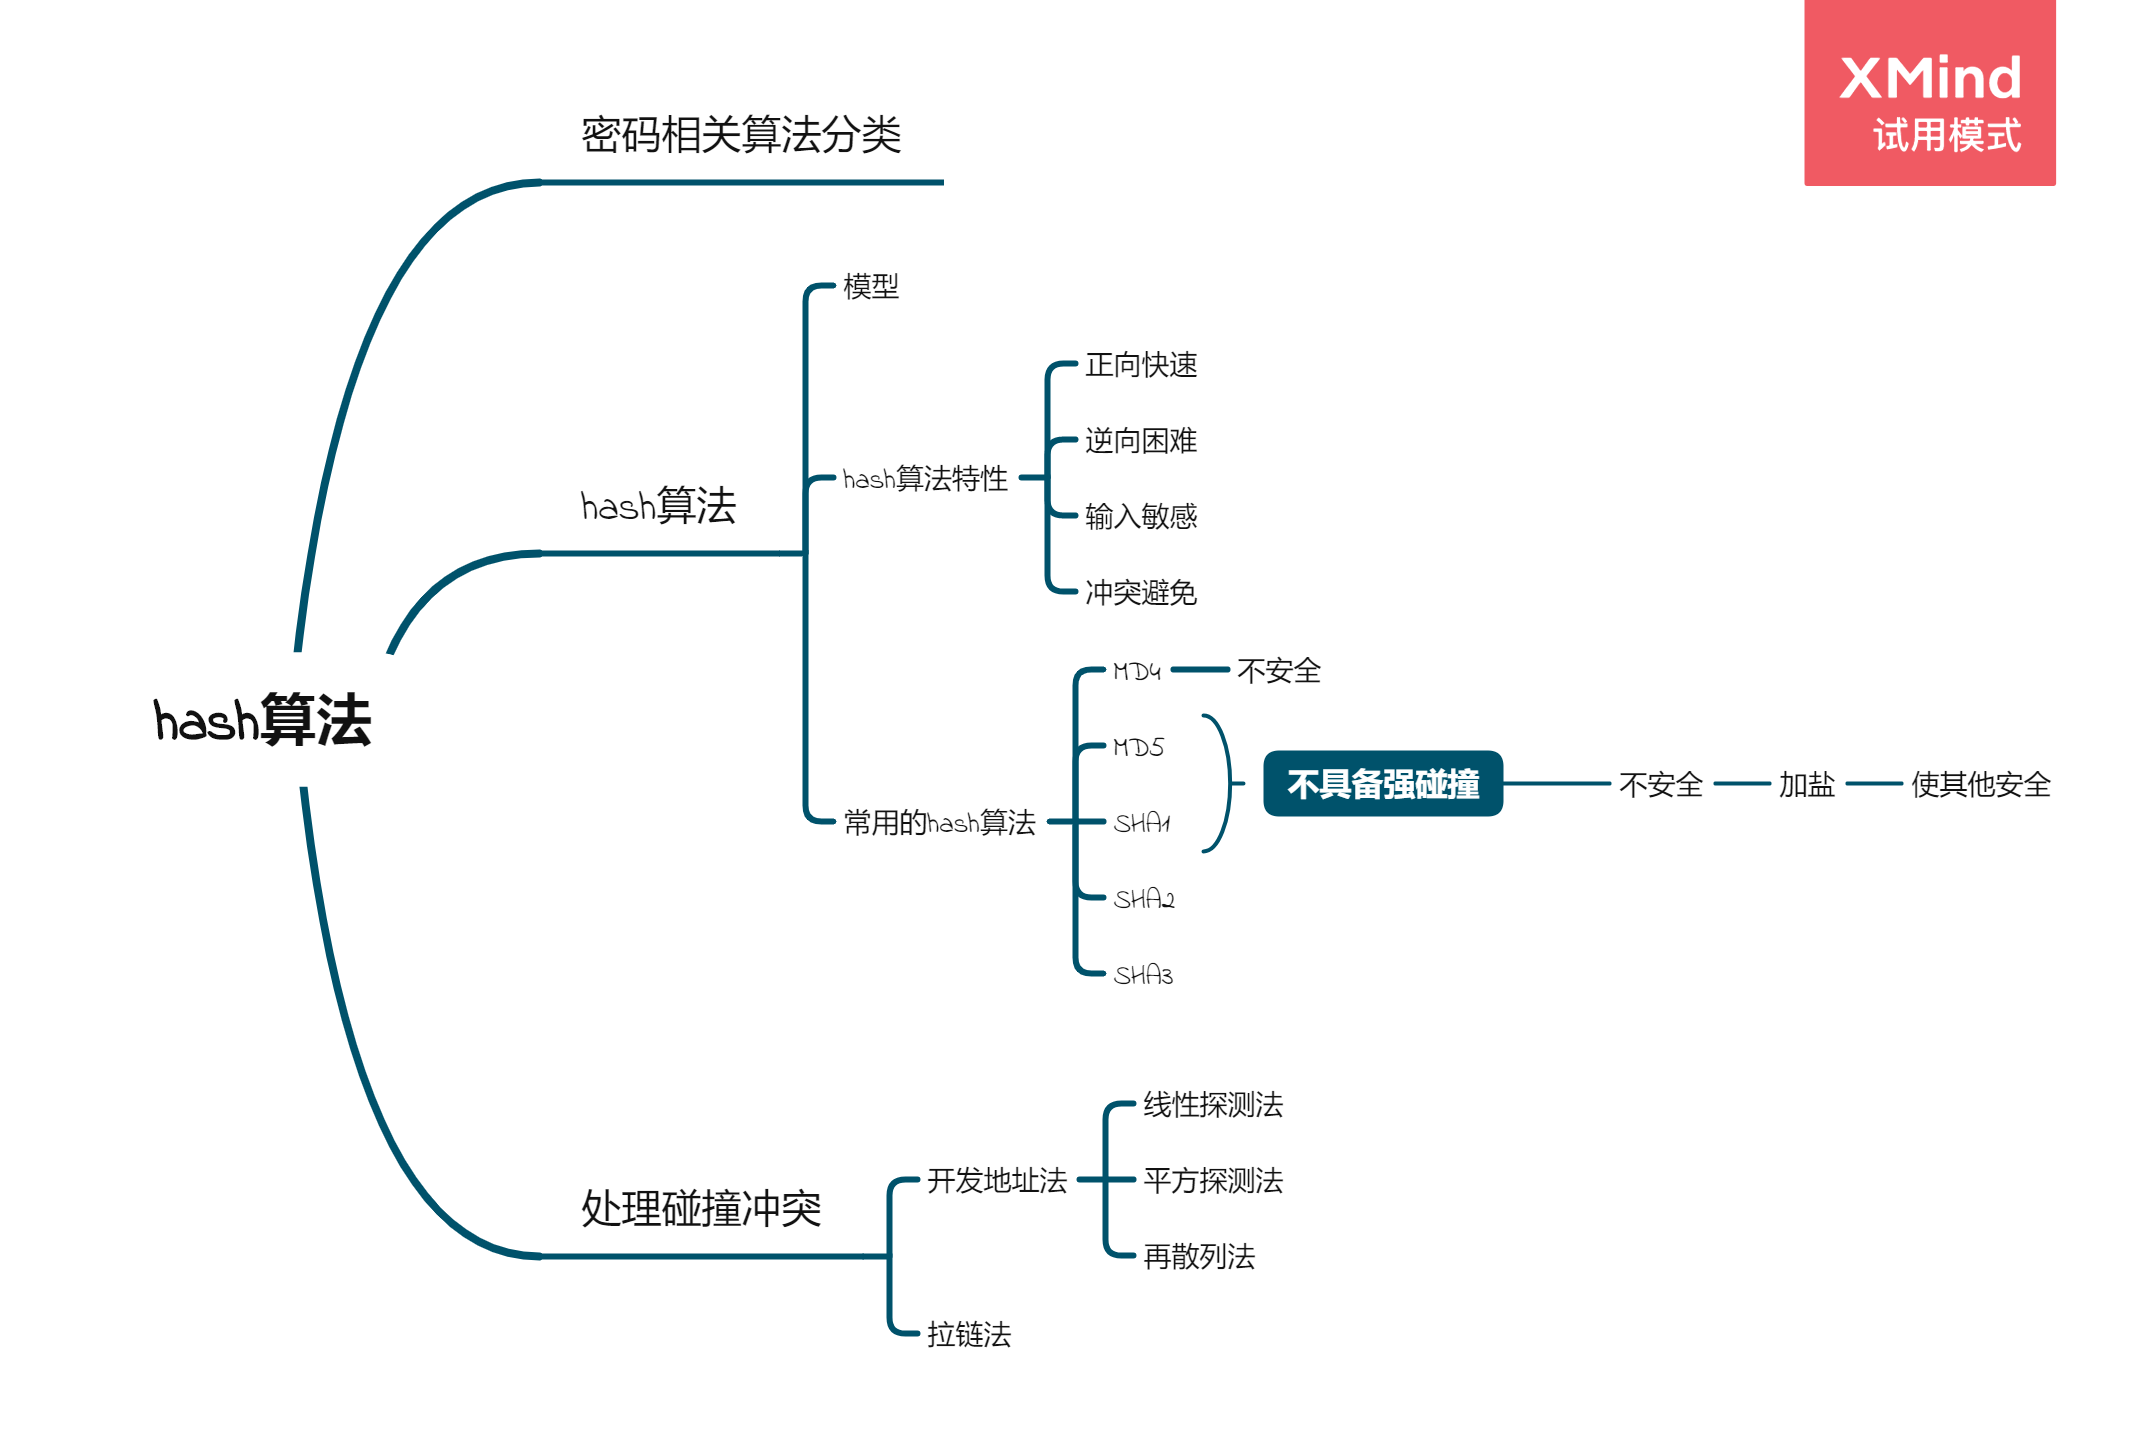 XMind
试用模式
密码相关算法分类
模型
正向快速
逆向困难
hash算法特性
输入敏感
冲突避免
hash算法
MD4
不安全
hash算法
MD5
不具备强碰撞
不安全
加盐
使其他安全
常用的hash算法
SHA1
SHA2
SHA3
线性探测法
开发地址法
平方探测法
处理碰撞冲突
再散列法
拉链法